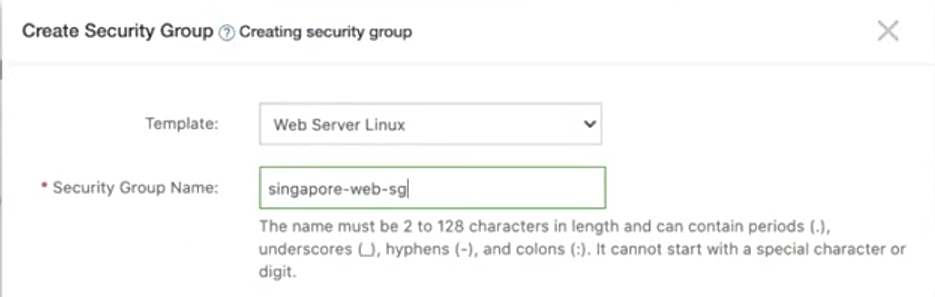 Create Security Group ? Creating security group
Template: Web Server Linux
* Security Group Name: singapore-web-sg
The name must be 2 to 128 characters in length and can contain periods (.),
underscores (_), hyphens (-), and colons (:). It cannot start with a special character or
digit.